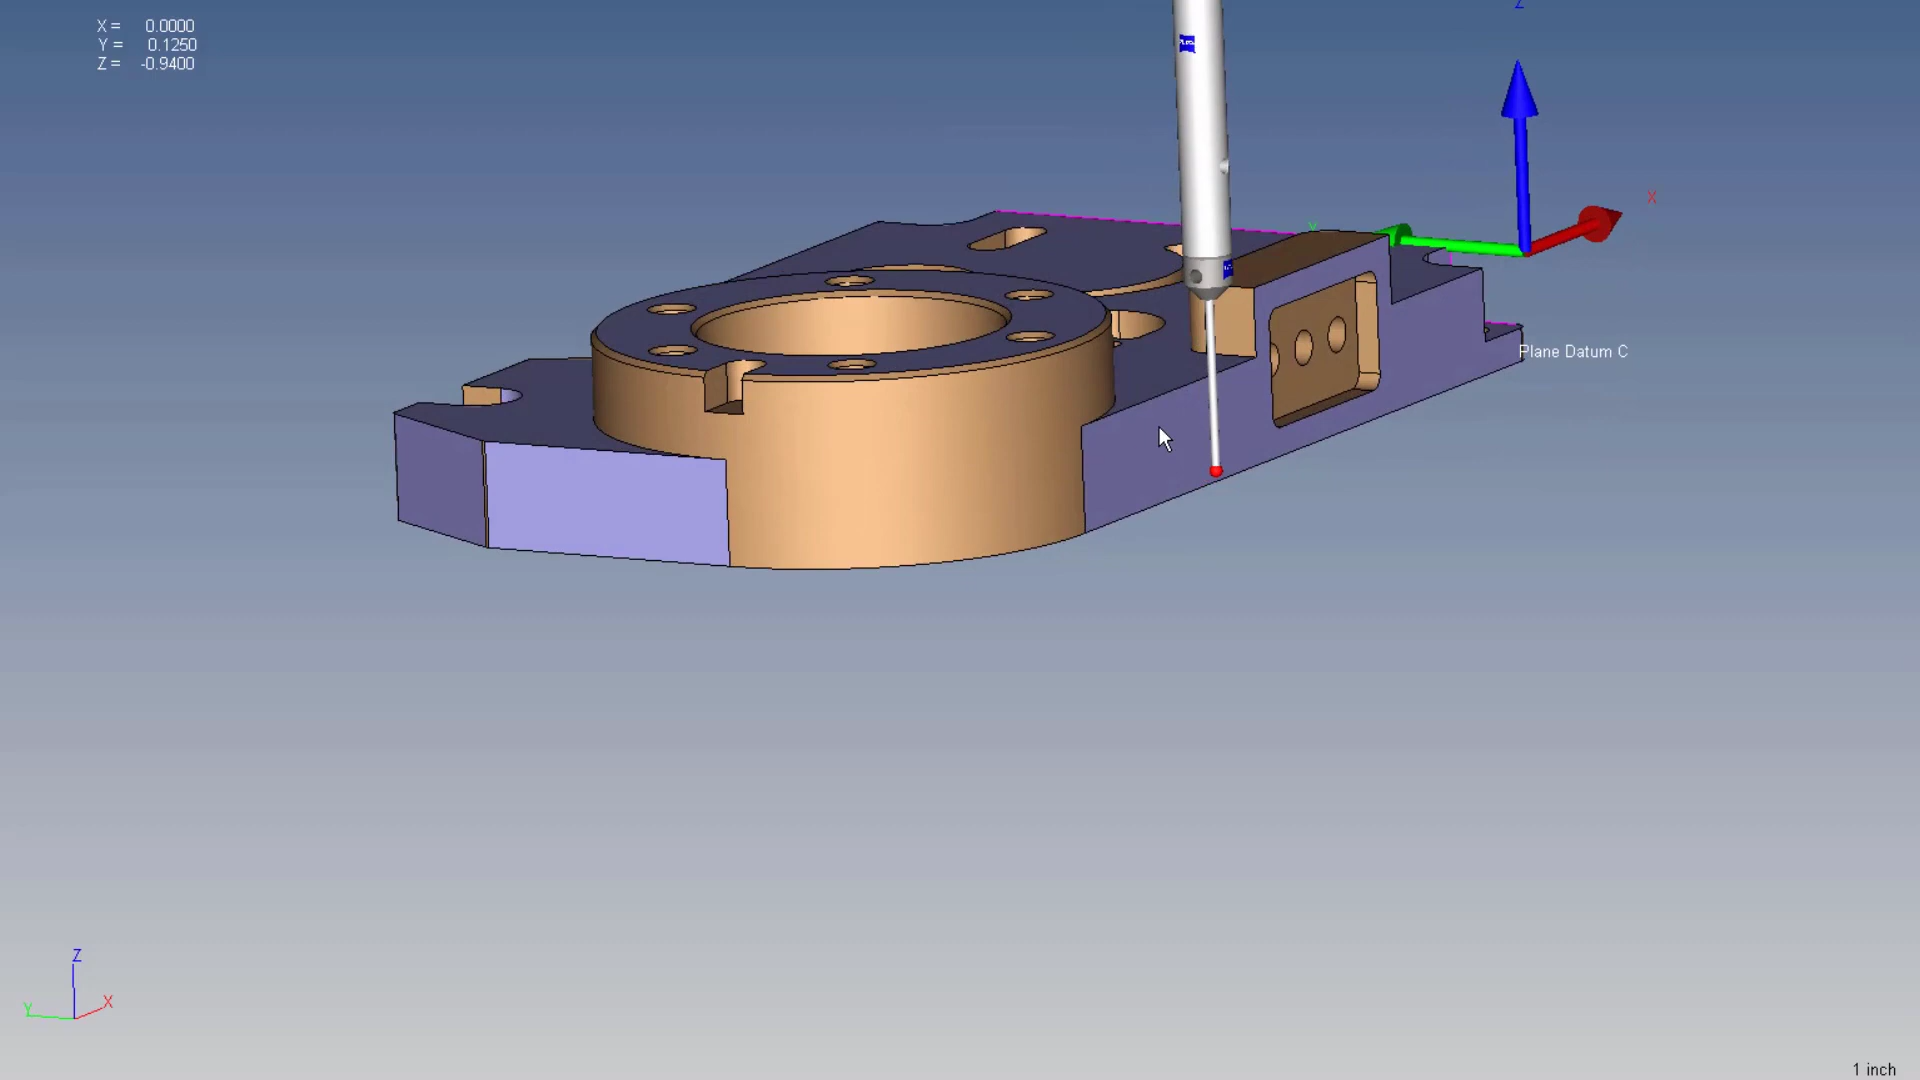 X = 0.0000
Y = 0.1250
Z = -0.9400
Z
X
Y
Plane Datum C
Z
Y
X
1 inch